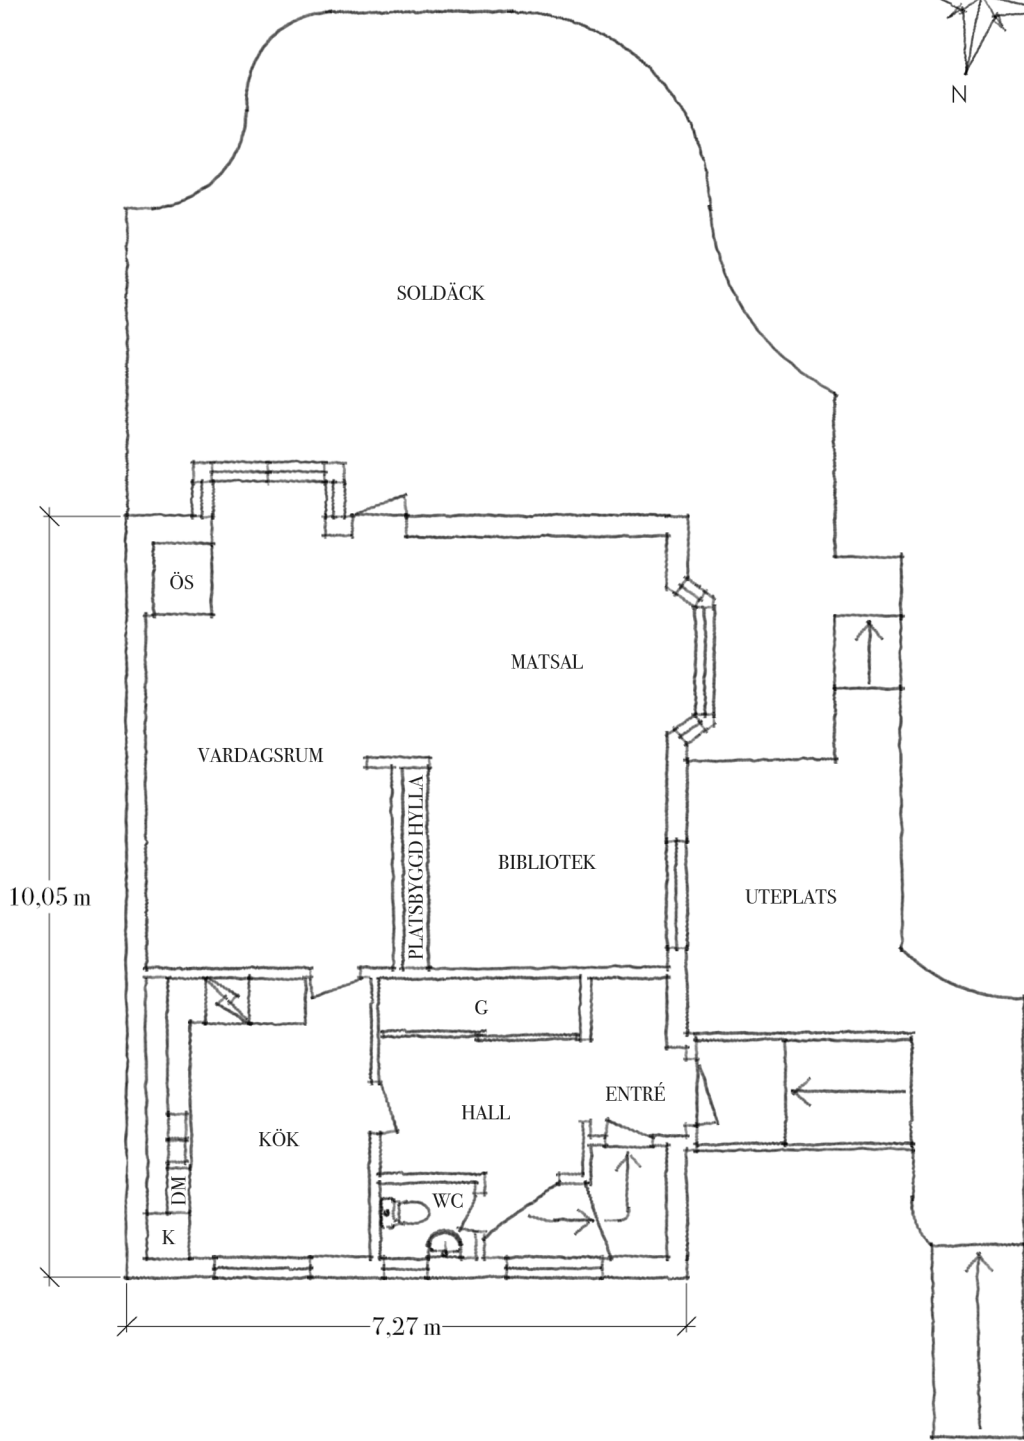 N
SOLDÄCK
ÖS
MATSAL
VARDAGSRUM
PLATSBYGGD HYLLA
BIBLIOTEK
10,05 m
UTEPLATS
G
ENTRÉ
HALL
KÖK
DM
WC
K
7,27 m